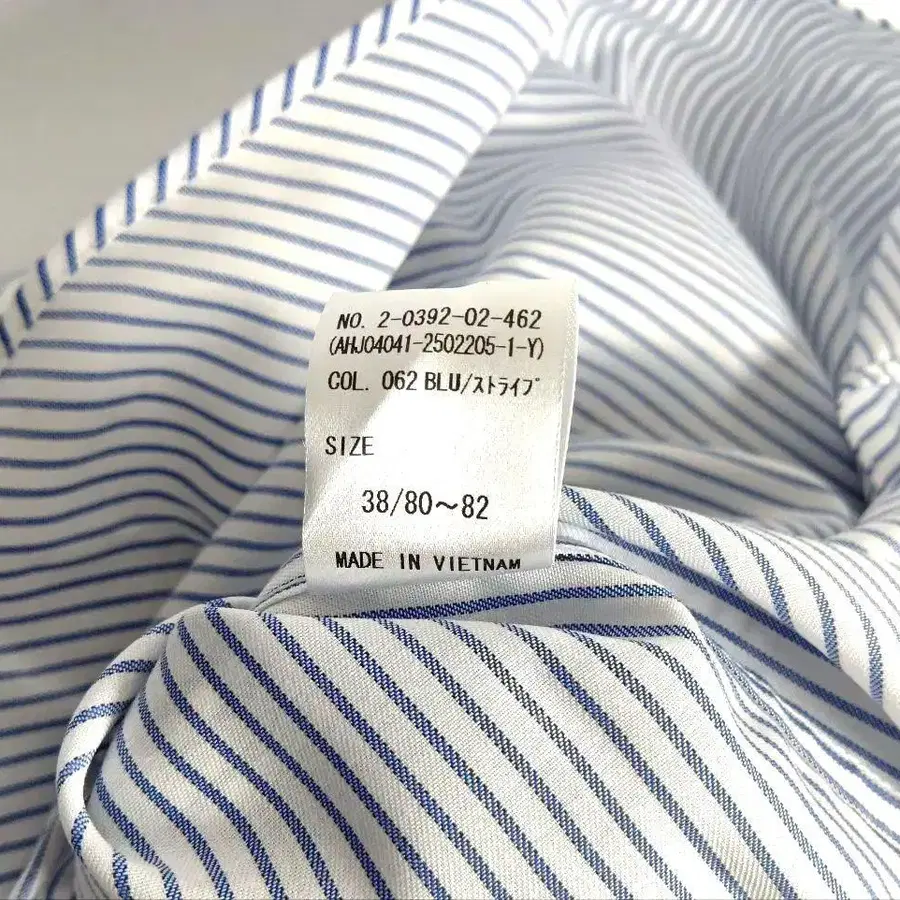 NO. 2-0392-02-462
(AHJ04041-2502205-1-Y)
COL. 062 BLU/ストライプ
SIZE
38/80～82
MADE IN VIETNAM